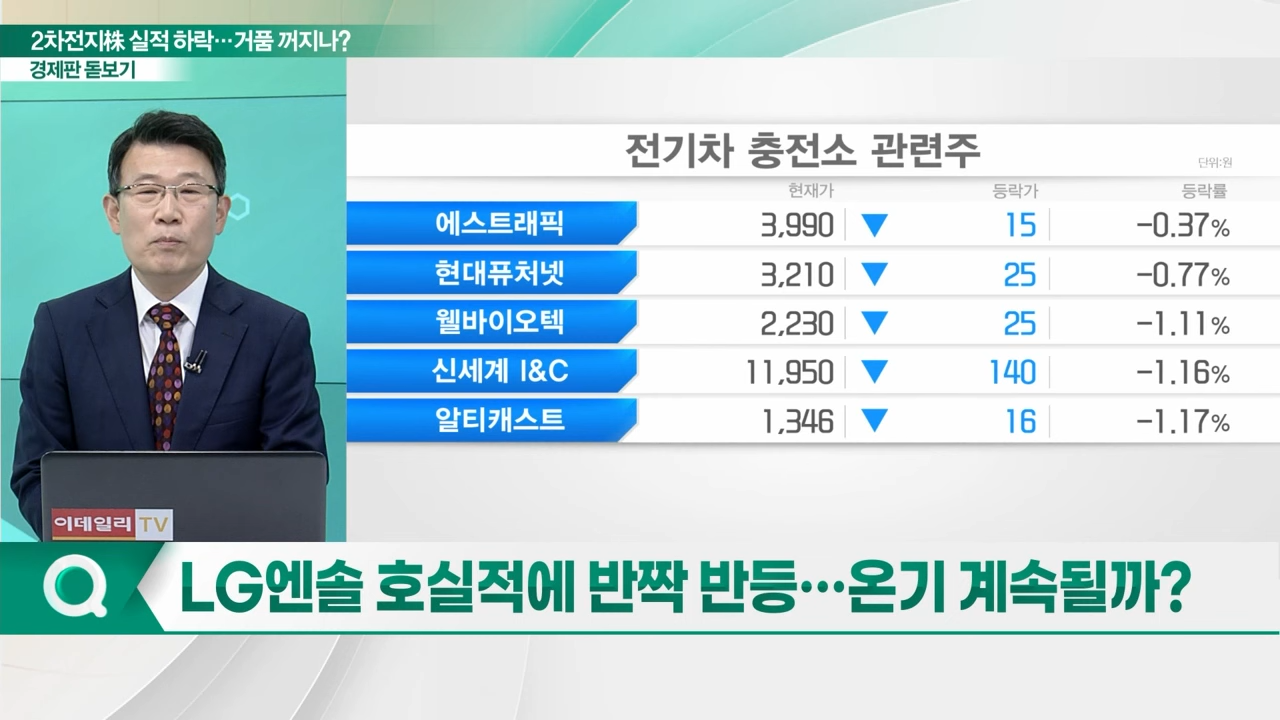 2차전지株 실적 하락…거품 꺼지나?
경제판 돋보기
전기차 충전소 관련주
단위:원
현재가 등락가 등락률
에스트래픽 3,990 ▼ 15 -0.37%
현대퓨처넷 3,210 ▼ 25 -0.77%
웰바이오텍 2,230 ▼ 25 -1.11%
신세계 I&C 11,950 ▼ 140 -1.16%
알티캐스트 1,346 ▼ 16 -1.17%
이데일리TV
LG엔솔 호실적에 반짝 반등…온기 계속될까?